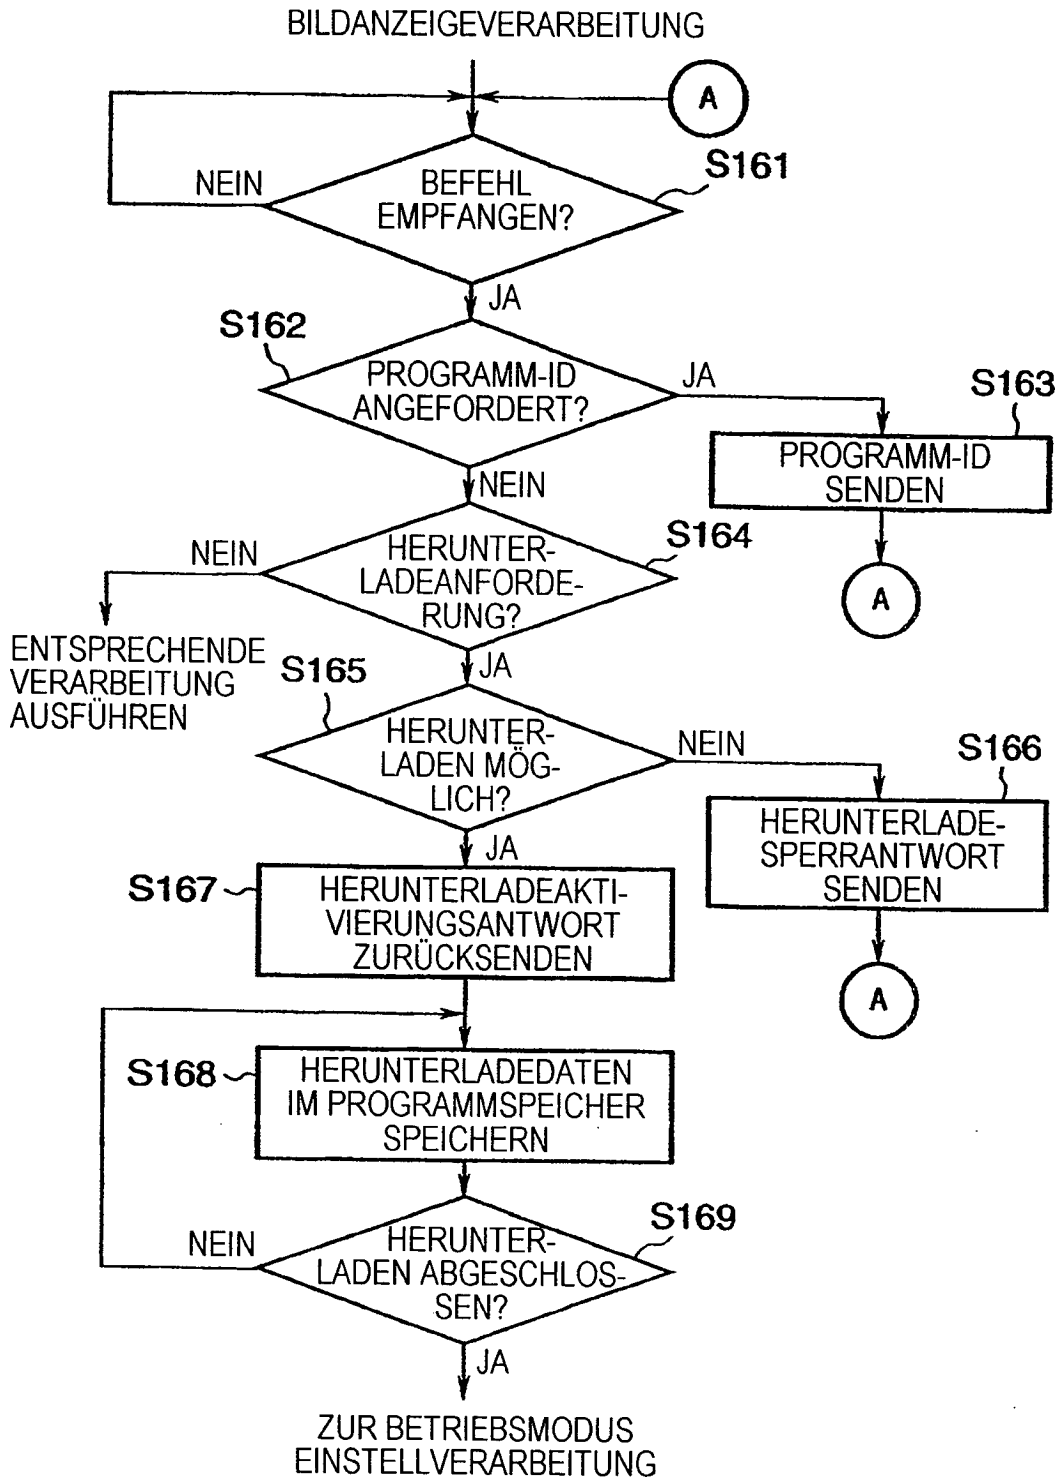 BILDANZEIGEVERARBEITUNG
A
S161
NEIN
BEFEHL
EMPFANGEN?
JA
S162
PROGRAMM-ID
ANGEFORDERT?
JA
S163
PROGRAMM-ID
SENDEN
A
NEIN
S164
NEIN
HERUNTER-
LADEANFORDE-
RUNG?
ENTSPRECHENDE
VERARBEITUNG
AUSFÜHREN
JA
S165
HERUNTER-
LADEN MÖG-
LICH?
NEIN
S166
HERUNTERLADE-
SPERRANTWORT
SENDEN
A
JA
S167
HERUNTERLADEAKTI-
VIERUNGSANTWORT
ZURÜCKSENDEN
S168
HERUNTERLADEDATEN
IM PROGRAMMSPEICHER
SPEICHERN
S169
NEIN
HERUNTER-
LADEN ABGESCHLOS-
SEN?
JA
ZUR BETRIEBSMODUS
EINSTELLVERARBEITUNG